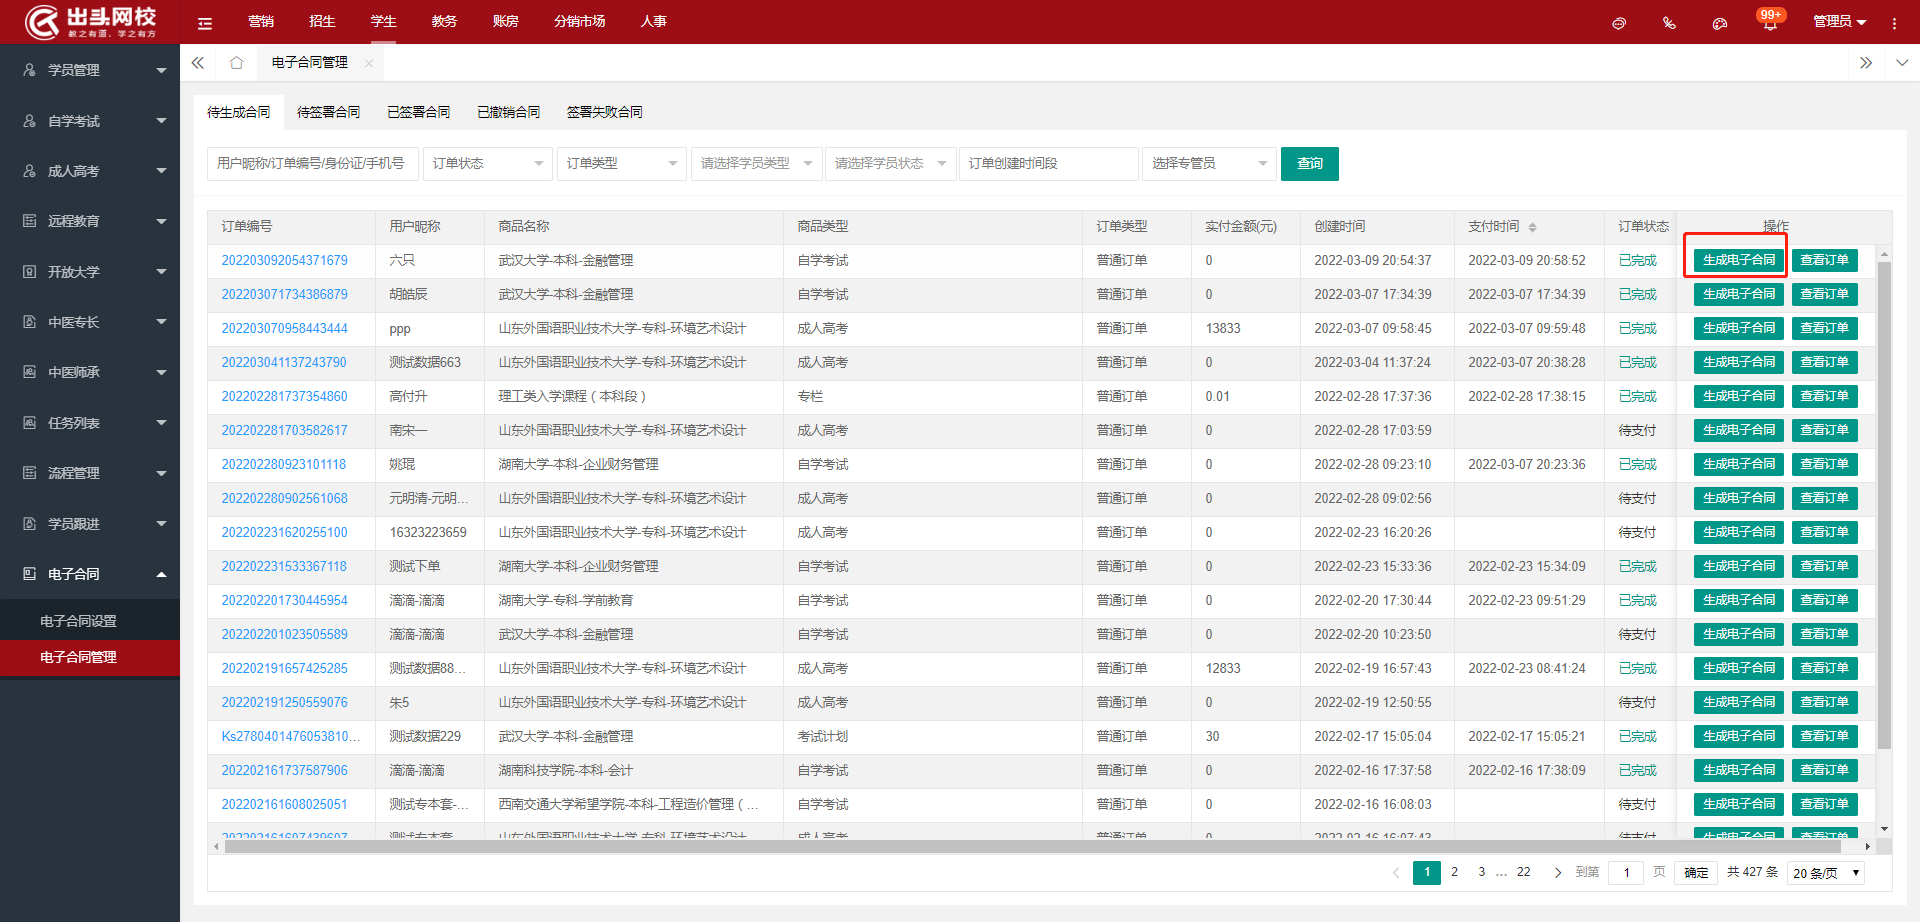 出头网校
教之有道，学之有方
营销 招生 学生 教务 账房 分销市场 人事
99+
管理员
学员管理
自学考试
成人高考
远程教育
开放大学
中医专长
中医师承
任务列表
流程管理
学员跟进
电子合同
电子合同设置
电子合同管理
电子合同管理
待生成合同 待签署合同 已签署合同 已撤销合同 签署失败合同
用户昵称/订单编号/身份证/手机号 订单状态 订单类型 请选择学员类型 请选择学员状态 订单创建时间段 选择专管员 查询
订单编号 用户昵称 商品名称 商品类型 订单类型 实付金额(元) 创建时间 支付时间 订单状态 操作
202203092054371679 六只 武汉大学-本科-金融管理 自学考试 普通订单 0 2022-03-09 20:54:37 2022-03-09 20:58:52 已完成 生成电子合同 查看订单
202203071734386879 胡皓辰 武汉大学-本科-金融管理 自学考试 普通订单 0 2022-03-07 17:34:39 2022-03-07 17:34:39 已完成 生成电子合同 查看订单
202203070958443444 ppp 山东外国语职业技术大学-专科-环境艺术设计 成人高考 普通订单 13833 2022-03-07 09:58:45 2022-03-07 09:59:48 已完成 生成电子合同 查看订单
202203041137243790 测试数据663 山东外国语职业技术大学-专科-环境艺术设计 成人高考 普通订单 0 2022-03-04 11:37:24 2022-03-07 20:38:28 已完成 生成电子合同 查看订单
202202281737354860 高付升 理工类入学课程（本科段） 专栏 普通订单 0.01 2022-02-28 17:37:36 2022-02-28 17:38:15 已完成 生成电子合同 查看订单
202202281703582617 南宋一 山东外国语职业技术大学-专科-环境艺术设计 成人高考 普通订单 0 2022-02-28 17:03:59 待支付 生成电子合同 查看订单
202202280923101118 姚琨 湖南大学-本科-企业财务管理 自学考试 普通订单 0 2022-02-28 09:23:10 2022-03-07 20:23:36 已完成 生成电子合同 查看订单
202202280902561068 元明清-元明... 山东外国语职业技术大学-专科-环境艺术设计 成人高考 普通订单 0 2022-02-28 09:02:56 待支付 生成电子合同 查看订单
202202231620255100 16323223659 山东外国语职业技术大学-专科-环境艺术设计 成人高考 普通订单 0 2022-02-23 16:20:26 待支付 生成电子合同 查看订单
202202231533367118 测试下单 湖南大学-本科-企业财务管理 自学考试 普通订单 0 2022-02-23 15:33:36 2022-02-23 15:34:09 已完成 生成电子合同 查看订单
202202201730445954 滴滴-滴滴 湖南大学-专科-学前教育 自学考试 普通订单 0 2022-02-20 17:30:44 2022-02-23 09:51:29 已完成 生成电子合同 查看订单
202202201023505589 滴滴-滴滴 武汉大学-本科-金融管理 自学考试 普通订单 0 2022-02-20 10:23:50 待支付 生成电子合同 查看订单
202202191657425285 测试数据88... 山东外国语职业技术大学-专科-环境艺术设计 成人高考 普通订单 12833 2022-02-19 16:57:43 2022-02-23 08:41:24 已完成 生成电子合同 查看订单
202202191250559076 朱5 山东外国语职业技术大学-专科-环境艺术设计 成人高考 普通订单 0 2022-02-19 12:50:55 待支付 生成电子合同 查看订单
Ks2780401476053810... 测试数据229 武汉大学-本科-金融管理 考试计划 普通订单 30 2022-02-17 15:05:04 2022-02-17 15:05:21 已完成 生成电子合同 查看订单
202202161737587906 滴滴-滴滴 湖南科技学院-本科-会计 自学考试 普通订单 0 2022-02-16 17:37:58 2022-02-16 17:38:09 已完成 生成电子合同 查看订单
202202161608025051 测试专本套-... 西南交通大学希望学院-本科-工程造价管理（... 自学考试 普通订单 0 2022-02-16 16:08:03 待支付 生成电子合同 查看订单
202202161607439607 测试专本套 山东外国语职业技术大学-专科-环境艺术设计 成人高考 普通订单 0 2022-02-16 16:07:43 待支付 生成电子合同 查看订单
1 2 3 ... 22 到第 1 页 确定 共 427 条 20 条/页